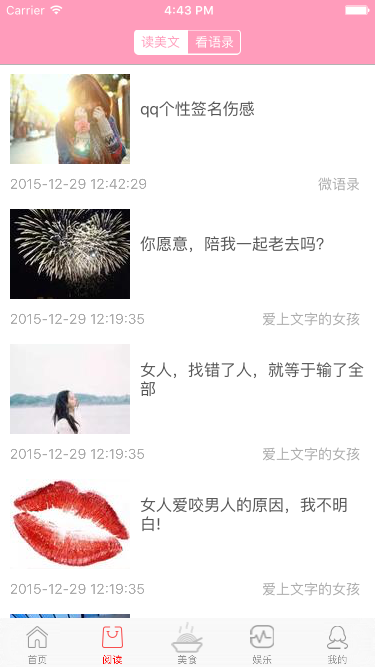 Carrier 4:43 PM
读美文 看语录
qq个性签名伤感
2015-12-29 12:42:29 微语录
你愿意，陪我一起老去吗?
2015-12-29 12:19:35 爱上文字的女孩
女人，找错了人，就等于输了全
部
2015-12-29 12:19:35 爱上文字的女孩
女人爱咬男人的原因，我不明
白!
2015-12-29 12:19:35 爱上文字的女孩
首页 阅读 美食 娱乐 我的